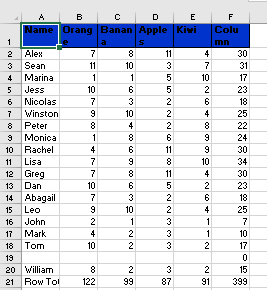 A B C D E F
1 Name Orange Banana Apples Kiwi Column
2 Alex 7 8 11 4 30
3 Sean 11 10 3 7 31
4 Marina 1 1 5 10 17
5 Jess 10 6 5 2 23
6 Nicolas 7 3 2 6 18
7 Winston 9 10 2 4 25
8 Peter 8 4 2 8 22
9 Monica 1 8 6 9 24
10 Rachel 4 6 11 9 30
11 Lisa 7 9 8 10 34
12 Greg 7 8 11 4 30
13 Dan 10 6 5 2 23
14 Abagail 7 3 2 6 18
15 Leo 9 10 2 4 25
16 John 2 1 3 1 7
17 Mark 4 2 3 1 10
18 Tom 10 2 3 2 17
19 0
20 William 8 2 3 2 15
21 Row Tot 122 99 87 91 399